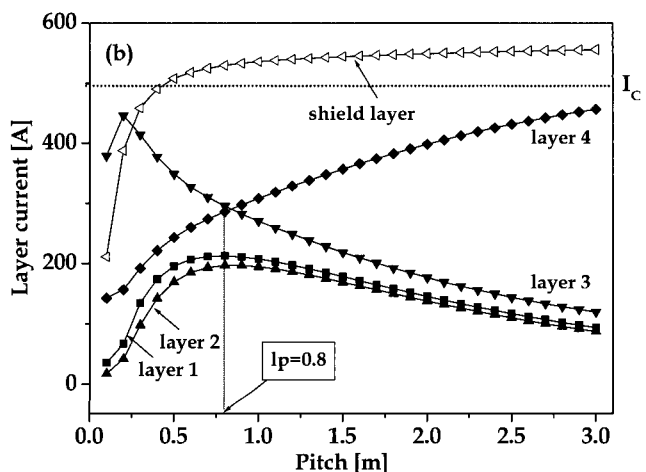 600
(b)
I_C
shield layer
layer 4
400
Layer current [A]
200
layer 3
layer 2
layer 1
lp=0.8
0
0.0 0.5 1.0 1.5 2.0 2.5 3.0
Pitch [m]